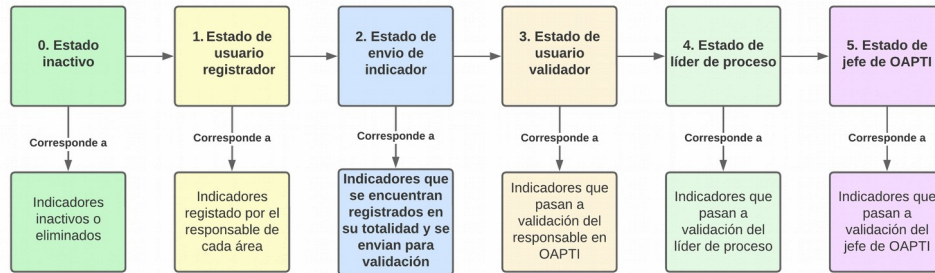 0. Estado
inactivo
1. Estado de
usuario
registrador
2. Estado de
envio de
indicador
3. Estado de
usuario
validador
4. Estado de
líder de proceso
5. Estado de
jefe de OAPTI
Corresponde a
Corresponde a
Corresponde a
Corresponde a
Corresponde a
Corresponde a
Indicadores
inactivos o
eliminados
Indicadores
registado por el
responsable de
cada área
Indicadores que
se encuentran
registrados en
su totalidad y se
envian para
validación
Indicadores que
pasan a
validación del
responsable en
OAPTI
Indicadores que
pasan a
validación del
líder de proceso
Indicadores que
pasan a
validación del
jefe de OAPTI